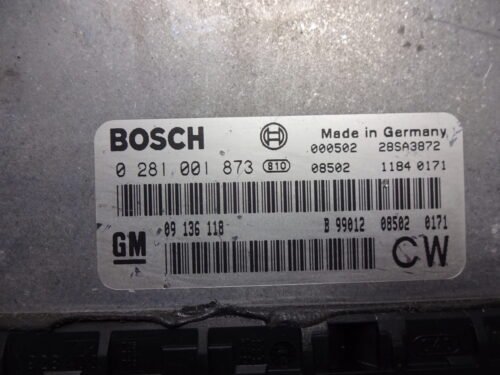 BOSCH Made in Germany
000502 28SA3872
0 281 001 873 810 08502 1184 0171
09 136 118 B 99012 08502 0171
GM CW